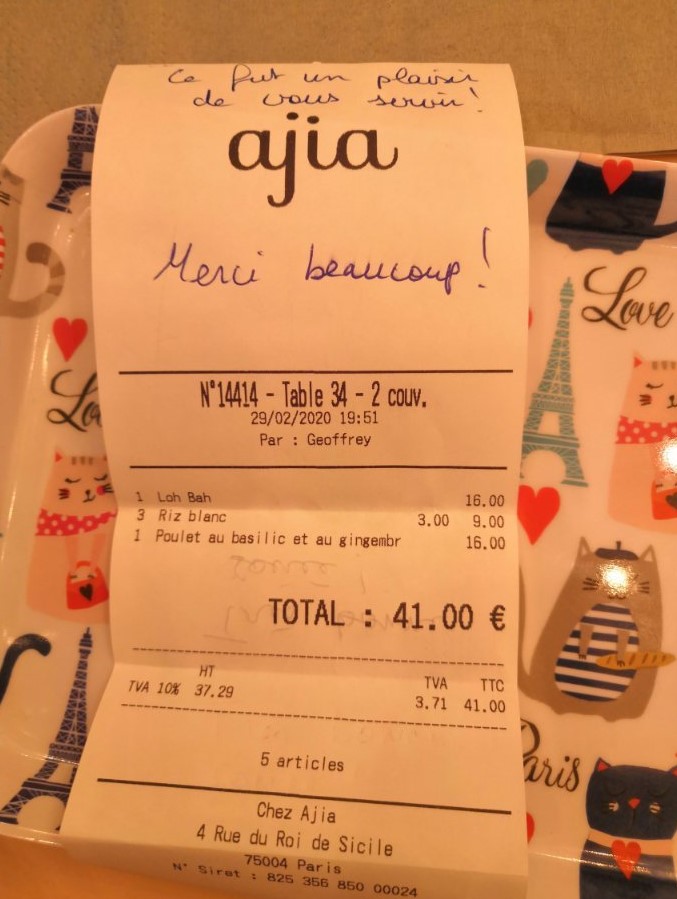 Ce fut un plaisir
de vous servir!
ajia
Merci beaucoup!
N°14414 - Table 34 - 2 couv.
29/02/2020 19:51
Par : Geoffrey
1 Loh Bah 16.00
3 Riz blanc 3.00 9.00
1 Poulet au basilic et au gingembr 16.00
TOTAL : 41.00 €
HT TVA TTC
TVA 10% 37.29 3.71 41.00
5 articles
Chez Ajia
4 Rue du Roi de Sicile
75004 Paris
N° Siret : 825 356 850 00024
Love
Lo
Paris